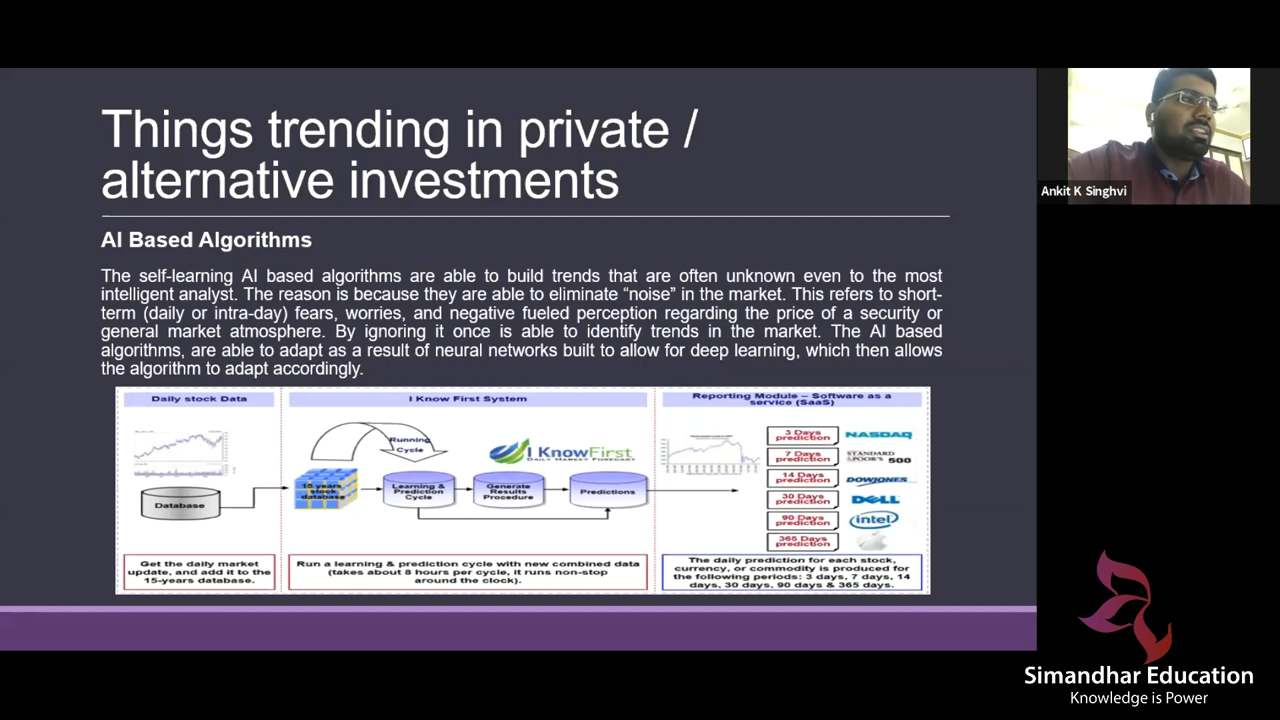 Things trending in private /
alternative investments
AI Based Algorithms
The self-learning AI based algorithms are able to build trends that are often unknown even to the most
intelligent analyst. The reason is because they are able to eliminate “noise” in the market. This refers to short-
term (daily or intra-day) fears, worries, and negative fueled perception regarding the price of a security or
general market atmosphere. By ignoring it once is able to identify trends in the market. The AI based
algorithms, are able to adapt as a result of neural networks built to allow for deep learning, which then allows
the algorithm to adapt accordingly.
Daily stock Data
Database
Get the daily market
update, and add it to the
15-years database.
I Know First System
Running
Cycle
I KnowFirst
DAILY MARKET FORECAST
15 years
stock
database
Learning &
Prediction
Cycle
Generate
Results
Procedure
Predictions
Run a learning & prediction cycle with new combined data
(takes about 8 hours per cycle, it runs non-stop
around the clock).
Reporting Module – Software as a
service (SaaS)
3 Days
prediction
NASDAQ
7 Days
prediction
STANDARD
&POOR'S 500
14 Days
prediction
DOWJONES
30 Days
prediction
DELL
90 Days
prediction
intel
365 Days
prediction
The daily prediction for each stock,
currency, or commodity is produced for
the following periods: 3 days, 7 days, 14
days, 30 days, 90 days & 365 days.
Ankit K Singhvi
Simandhar Education
Knowledge is Power